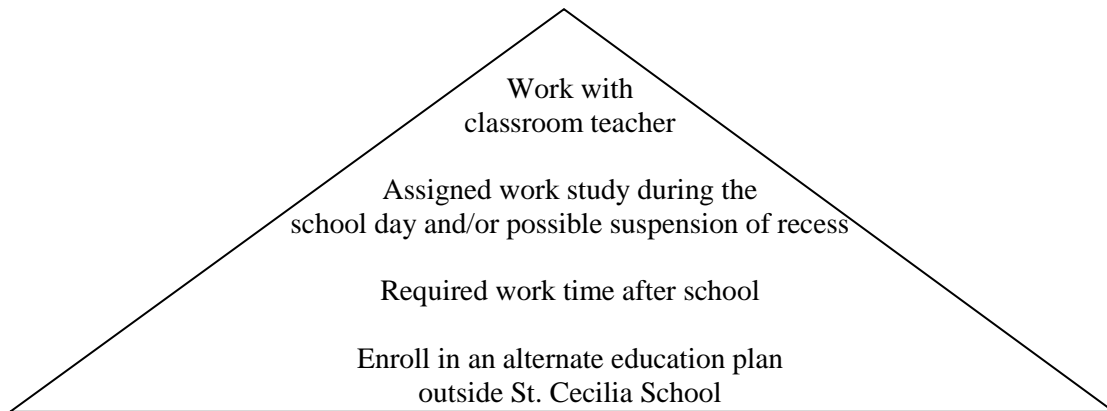 Work with
classroom teacher
Assigned work study during the
school day and/or possible suspension of recess
Required work time after school
Enroll in an alternate education plan
outside St. Cecilia School